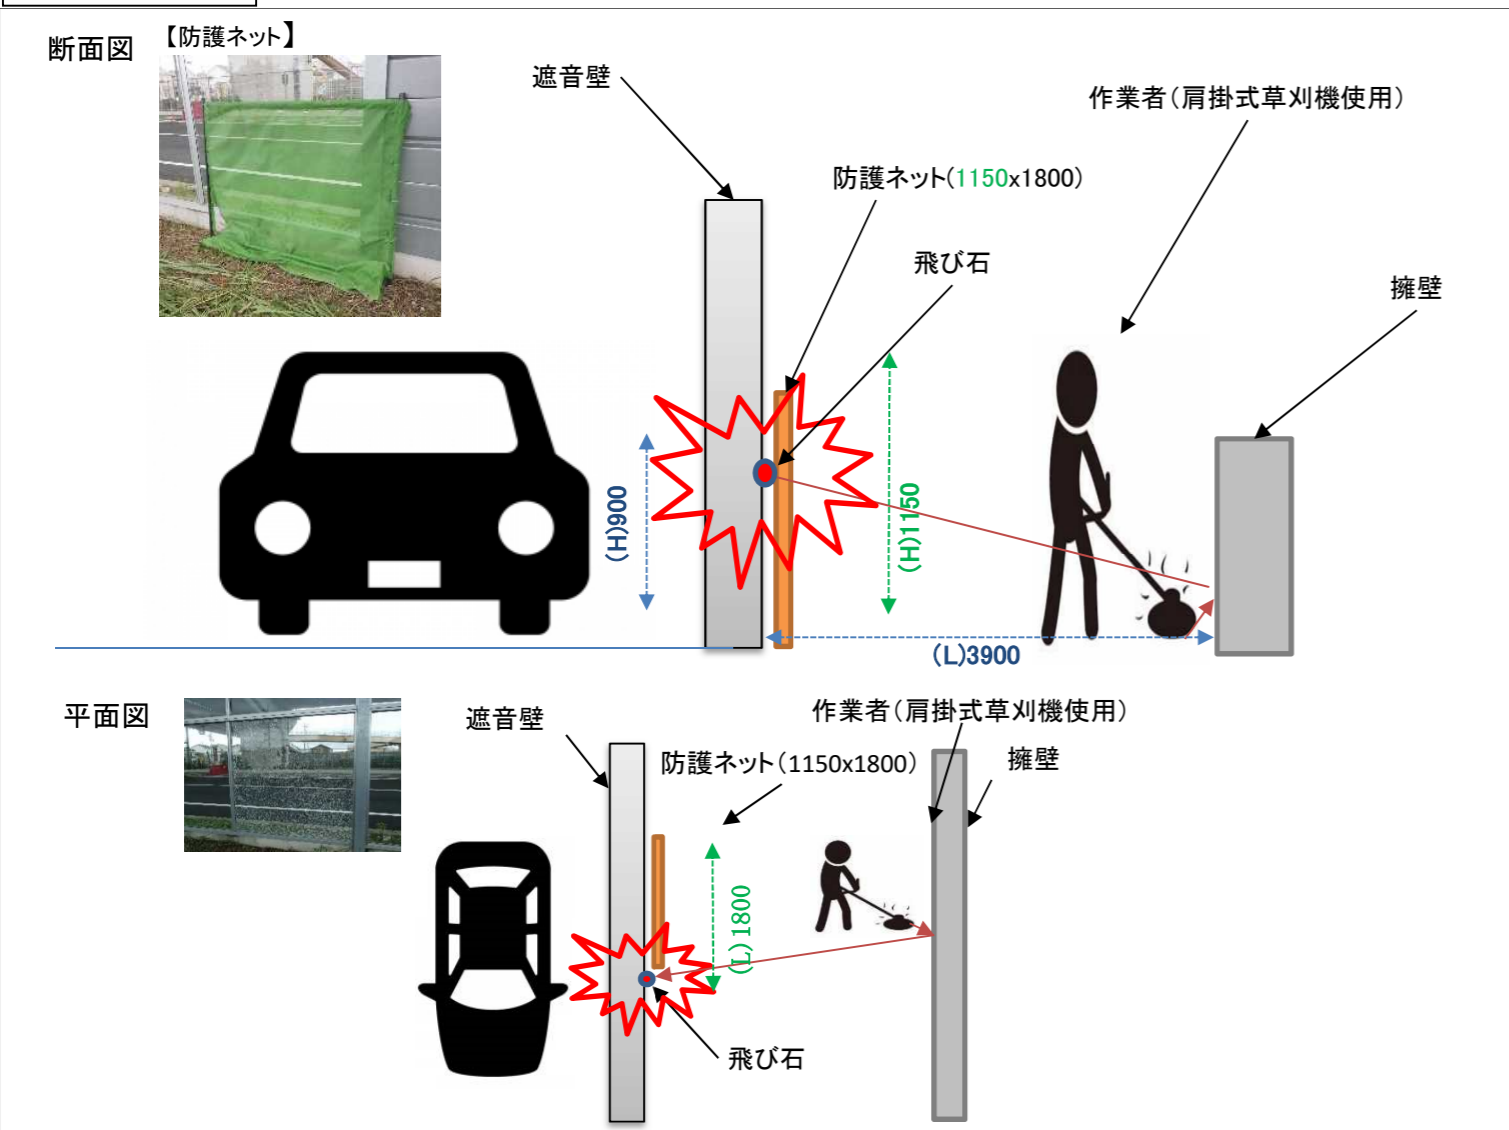 断面図
【防護ネット】
遮音壁
作業者（肩掛式草刈機使用）
防護ネット（1150x1800）
飛び石
擁壁
(H)900
(H)1150
(L)3900
平面図
遮音壁
作業者（肩掛式草刈機使用）
防護ネット（1150x1800）
擁壁
(L)1800
飛び石